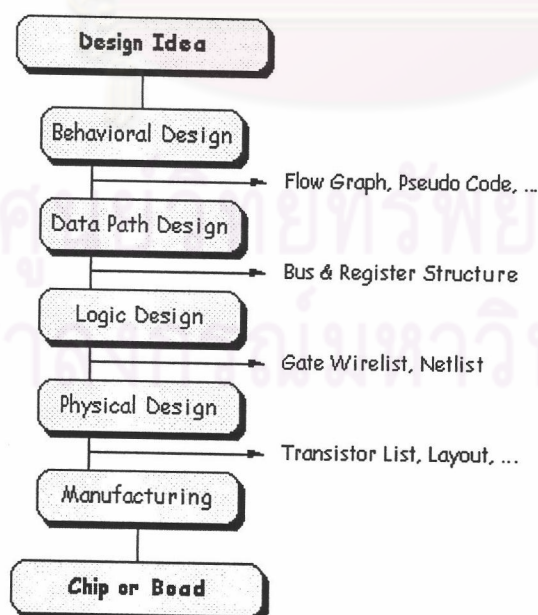 Design Idea
Behavioral Design
Flow Graph, Pseudo Code, ...
Data Path Design
Bus & Register Structure
Logic Design
Gate Wirelist, Netlist
Physical Design
Transistor List, Layout, ...
Manufacturing
Chip or Boad